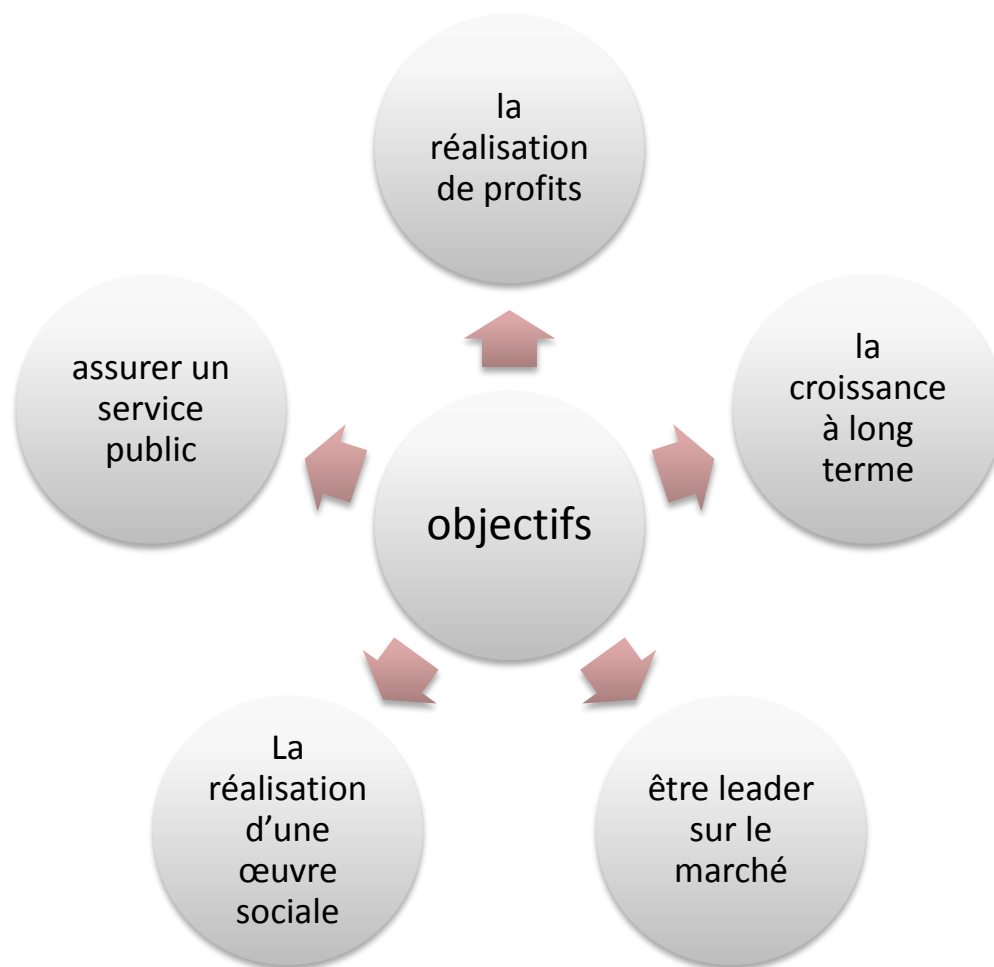 la
réalisation
de profits
assurer un
service
public
la
croissance
à long
terme
objectifs
La
réalisation
d’une
œuvre
sociale
être leader
sur le
marché